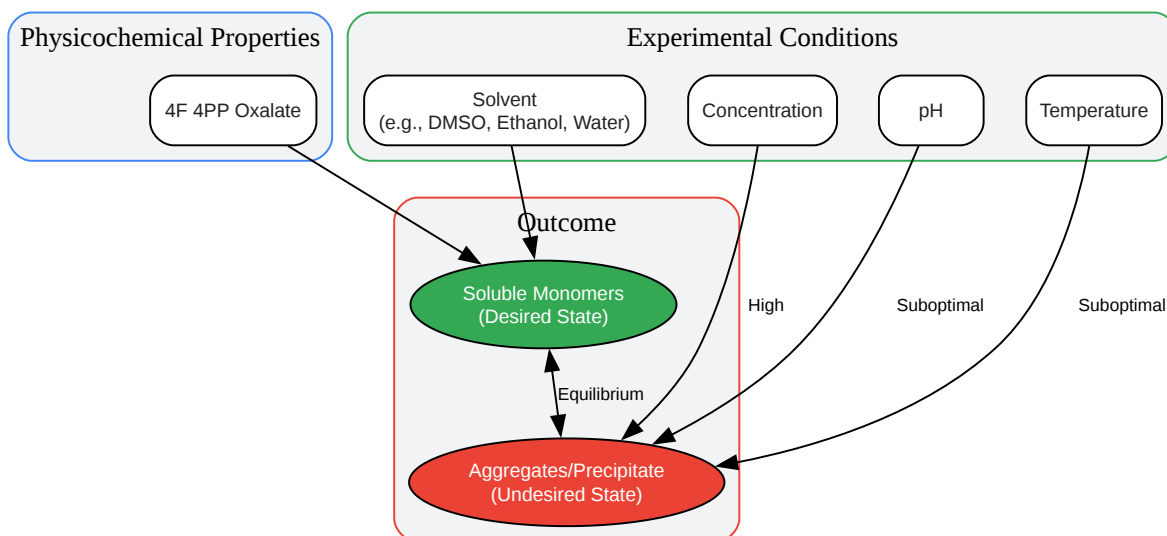 Physicochemical Properties
Experimental Conditions
4F 4PP Oxalate
Solvent
(e.g., DMSO, Ethanol, Water)
Concentration
pH
Temperature
Outcome
Soluble Monomers
(Desired State)
High
Suboptimal
Suboptimal
Equilibrium
Aggregates/Precipitate
(Undesired State)